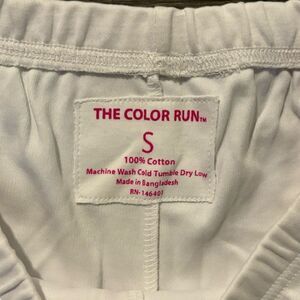 THE COLOR RUN™
S
100% Cotton
Machine Wash Cold Tumble Dry Low
Made in Bangladesh
RN-146401